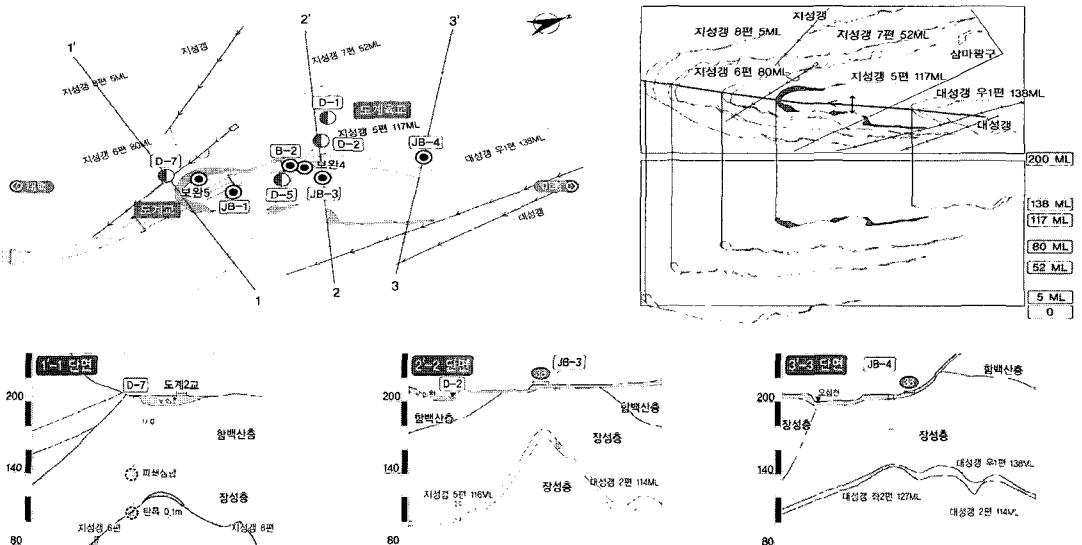 1'
2'
3'
지성갱
지성갱 8편 5ML
지성갱 7편 52ML
지성갱 6편 80ML
D-1
도계광교
지성갱 5편 117ML
D-2
JB-4
대성갱 우1편 138ML
D-7
B-2
보완4
보완5
JB-1
D-5
JB-3
도계교
대성갱
1
2
3
지성갱
지성갱 8편 5ML
지성갱 7편 52ML
삼마왕구
지성갱 6편 80ML
지성갱 5편 117ML
대성갱 우1편 138ML
대성갱
200 ML
138 ML
117 ML
80 ML
52 ML
5 ML
0
1'-1 단면
D-7
도계2교
200
함백산층
140
장성층
탄폭 0.1m
지성갱 6편
지성갱 6편
80
2'-2 단면
JB-3
D-2
200
함백산층
함백산층
장성층
140
지성갱 5편 116ML
장성층
대성갱 2편 114ML
80
3'-3 단면
JB-4
함백산층
200
오십천
장성층
장성층
140
대성갱 우1편 138ML
대성갱 좌2편 127ML
대성갱 2편 114ML
80